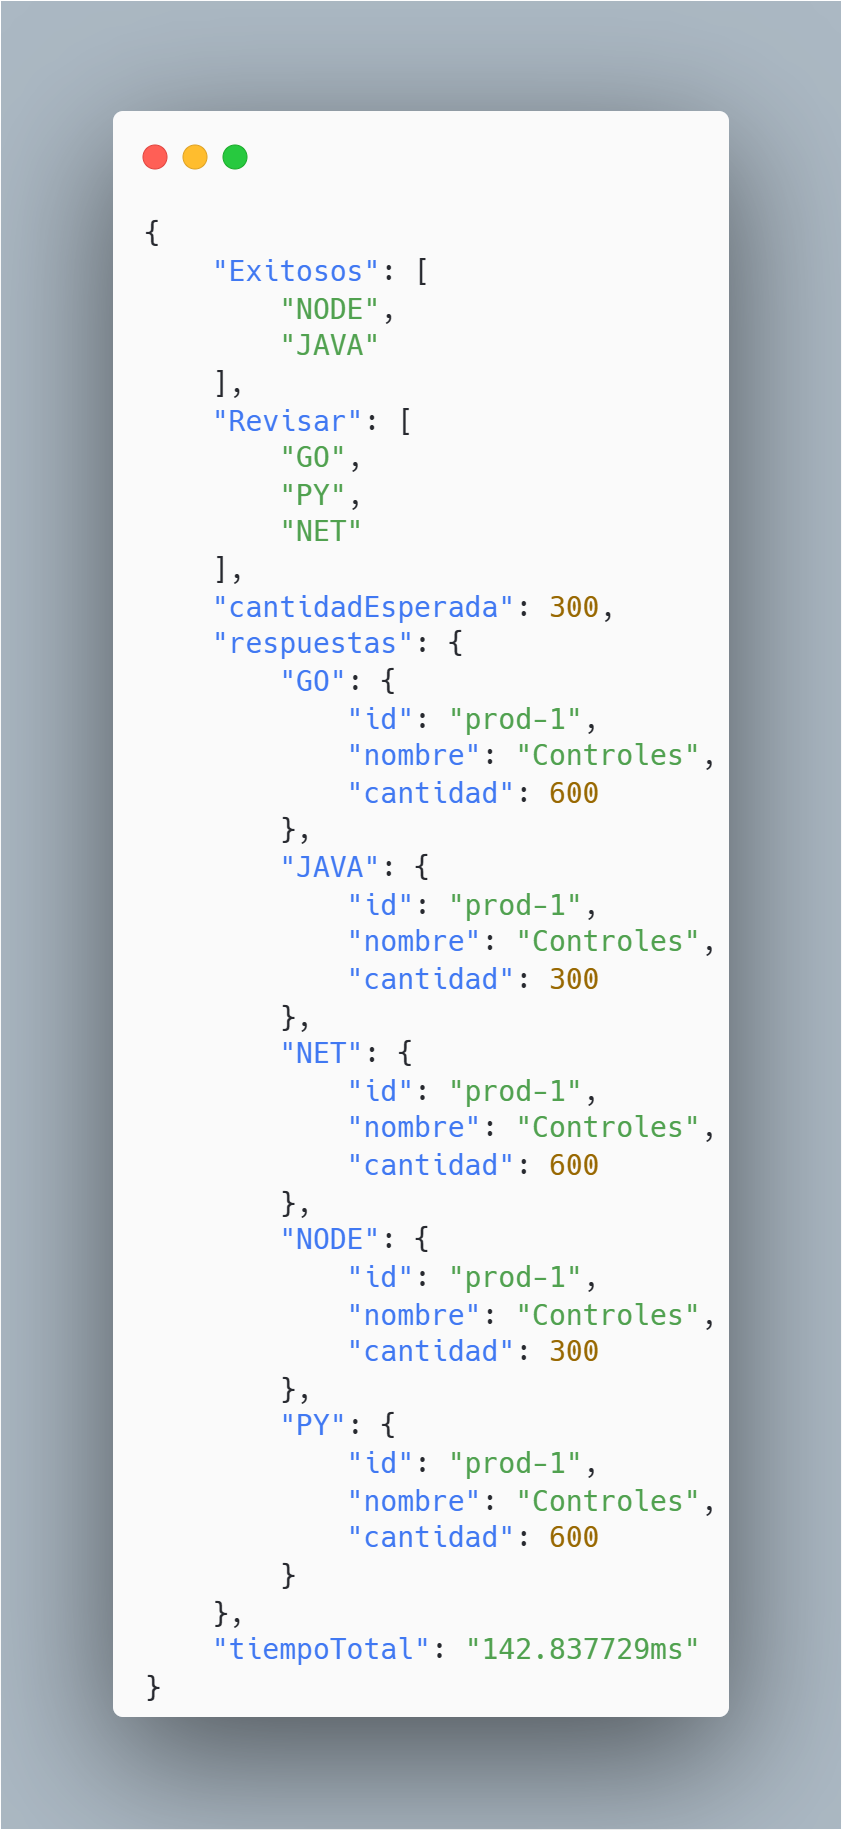 {
    "Exitosos": [
        "NODE",
        "JAVA"
    ],
    "Revisar": [
        "GO",
        "PY",
        "NET"
    ],
    "cantidadEsperada": 300,
    "respuestas": {
        "GO": {
            "id": "prod-1",
            "nombre": "Controles",
            "cantidad": 600
        },
        "JAVA": {
            "id": "prod-1",
            "nombre": "Controles",
            "cantidad": 300
        },
        "NET": {
            "id": "prod-1",
            "nombre": "Controles",
            "cantidad": 600
        },
        "NODE": {
            "id": "prod-1",
            "nombre": "Controles",
            "cantidad": 300
        },
        "PY": {
            "id": "prod-1",
            "nombre": "Controles",
            "cantidad": 600
        }
    },
    "tiempoTotal": "142.837729ms"
}